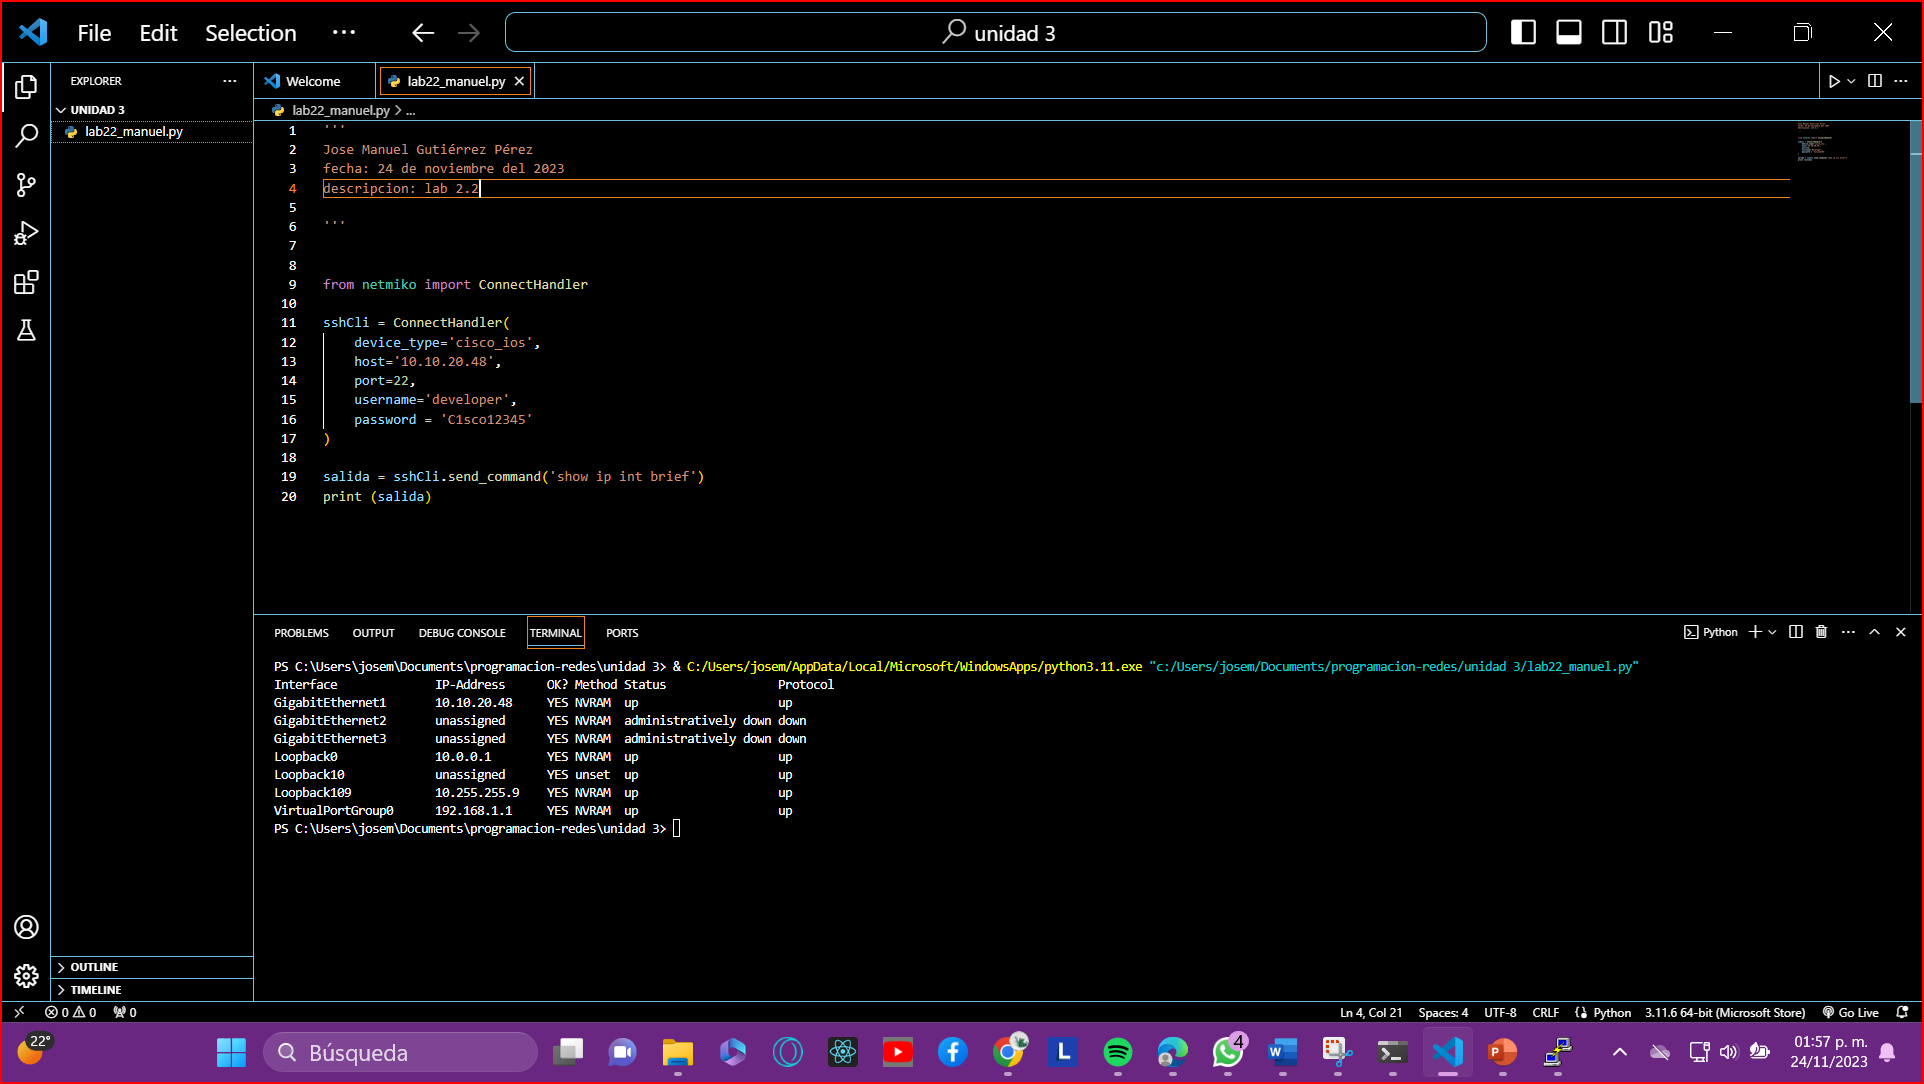 File Edit Selection ··· unidad 3
EXPLORER ···
UNIDAD 3
lab22_manuel.py
Welcome lab22_manuel.py
lab22_manuel.py > ...
1 '''
2 Jose Manuel Gutiérrez Pérez
3 fecha: 24 de noviembre del 2023
4 descripcion: lab 2.2
5
6 '''
7
8
9 from netmiko import ConnectHandler
10
11 sshCli = ConnectHandler(
12 device_type='cisco_ios',
13 host='10.10.20.48',
14 port=22,
15 username='developer',
16 password = 'C1sco12345'
17 )
18
19 salida = sshCli.send_command('show ip int brief')
20 print (salida)
PROBLEMS OUTPUT DEBUG CONSOLE TERMINAL PORTS Python
PS C:\Users\josem\Documents\programacion-redes\unidad 3> & C:/Users/josem/AppData/Local/Microsoft/WindowsApps/python3.11.exe "c:/Users/josem/Documents/programacion-redes/unidad 3/lab22_manuel.py"
Interface IP-Address OK? Method Status Protocol
GigabitEthernet1 10.10.20.48 YES NVRAM up up
GigabitEthernet2 unassigned YES NVRAM administratively down down
GigabitEthernet3 unassigned YES NVRAM administratively down down
Loopback0 10.0.0.1 YES NVRAM up up
Loopback10 unassigned YES unset up up
Loopback109 10.255.255.9 YES NVRAM up up
VirtualPortGroup0 192.168.1.1 YES NVRAM up up
PS C:\Users\josem\Documents\programacion-redes\unidad 3>
OUTLINE
TIMELINE
0 0 0 Ln 4, Col 21 Spaces: 4 UTF-8 CRLF Python 3.11.6 64-bit (Microsoft Store) Go Live
22° Búsqueda L 4 W P 01:57 p. m.
24/11/2023